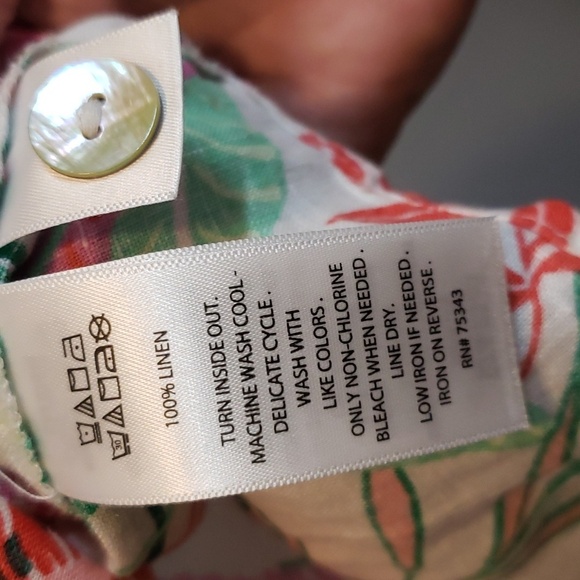 30
100% LINEN
TURN INSIDE OUT.
MACHINE WASH COOL -
DELICATE CYCLE.
WASH WITH
LIKE COLORS.
ONLY NON-CHLORINE
BLEACH WHEN NEEDED.
LINE DRY.
LOW IRON IF NEEDED.
IRON ON REVERSE.
RN# 75343